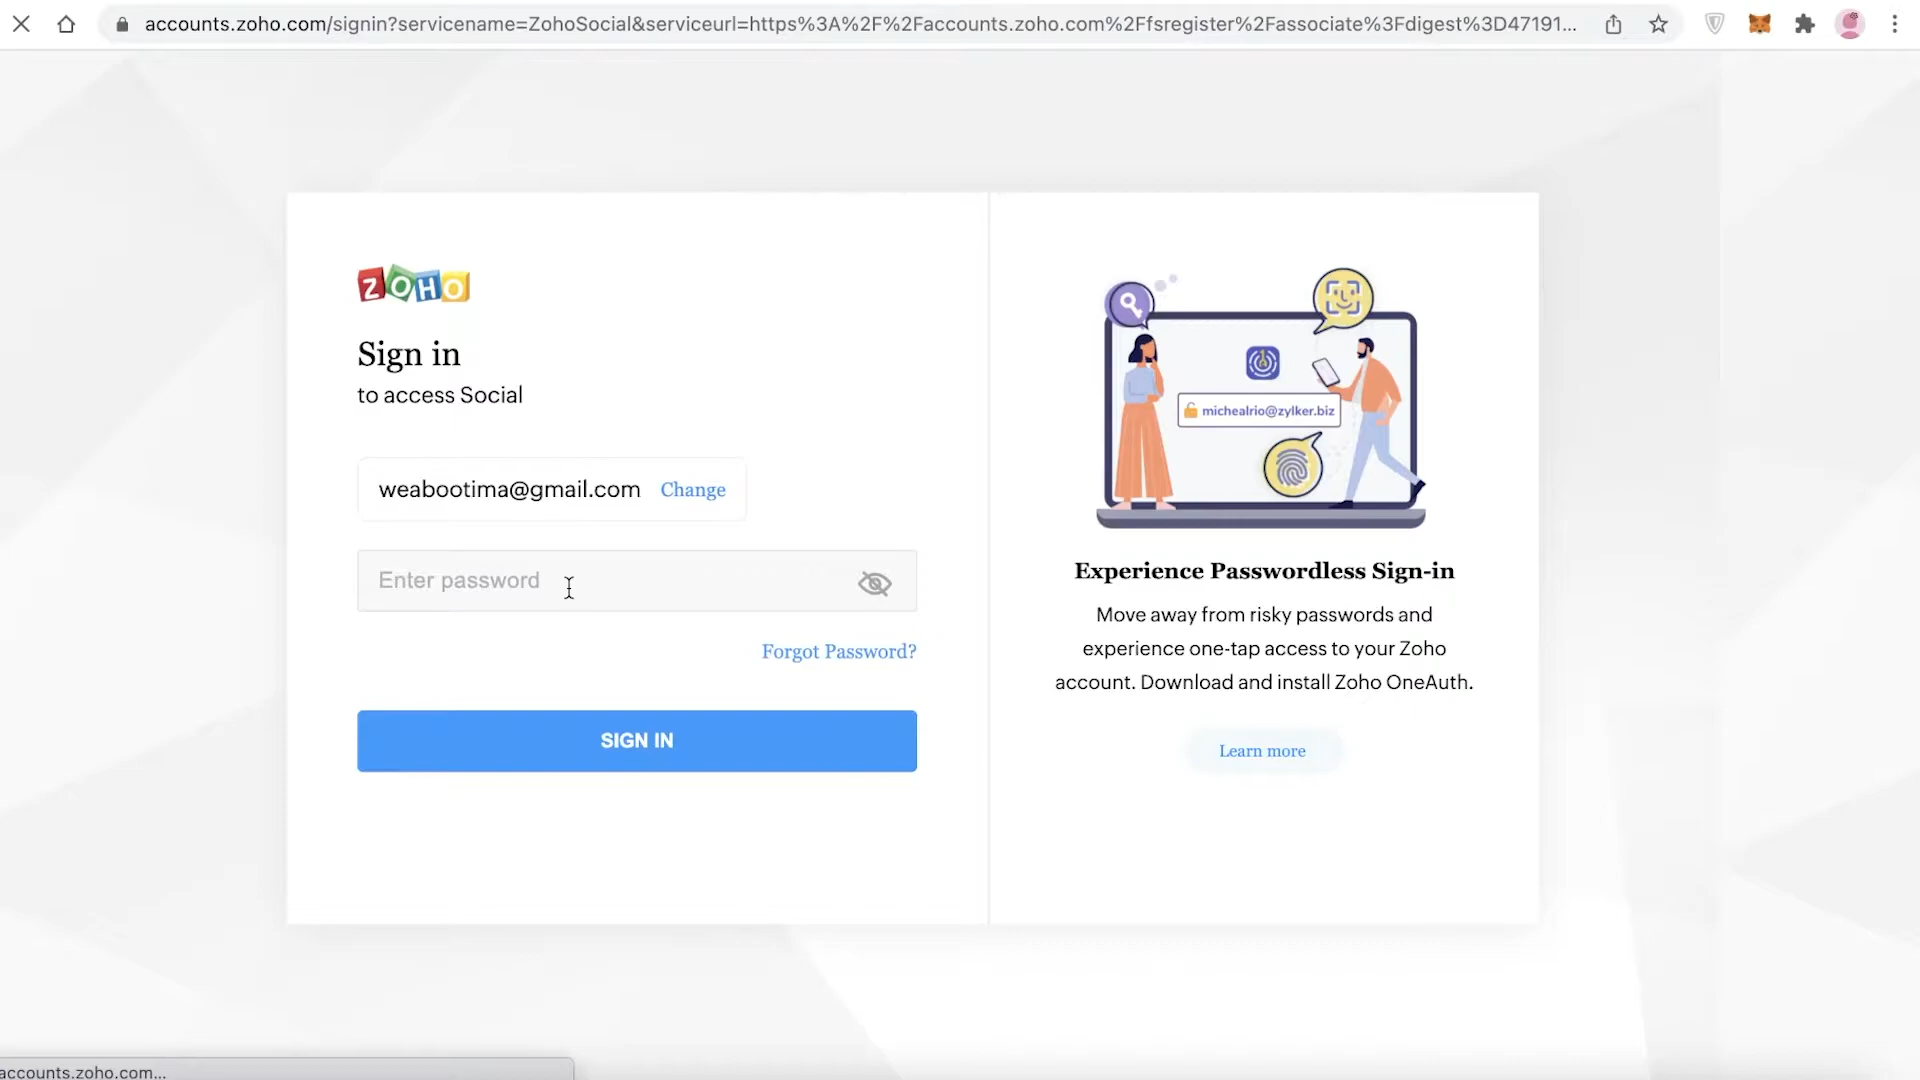 accounts.zoho.com/signin?servicename=ZohoSocial&serviceurl=https%3A%2F%2Faccounts.zoho.com%2Ffsregister%2Fassociate%3Fdigest%3D47191...
ZOHO
Sign in
to access Social
weabootima@gmail.com Change
Enter password
Forgot Password?
SIGN IN
michealrio@zylker.biz
Experience Passwordless Sign-in
Move away from risky passwords and
experience one-tap access to your Zoho
account. Download and install Zoho OneAuth.
Learn more
accounts.zoho.com...